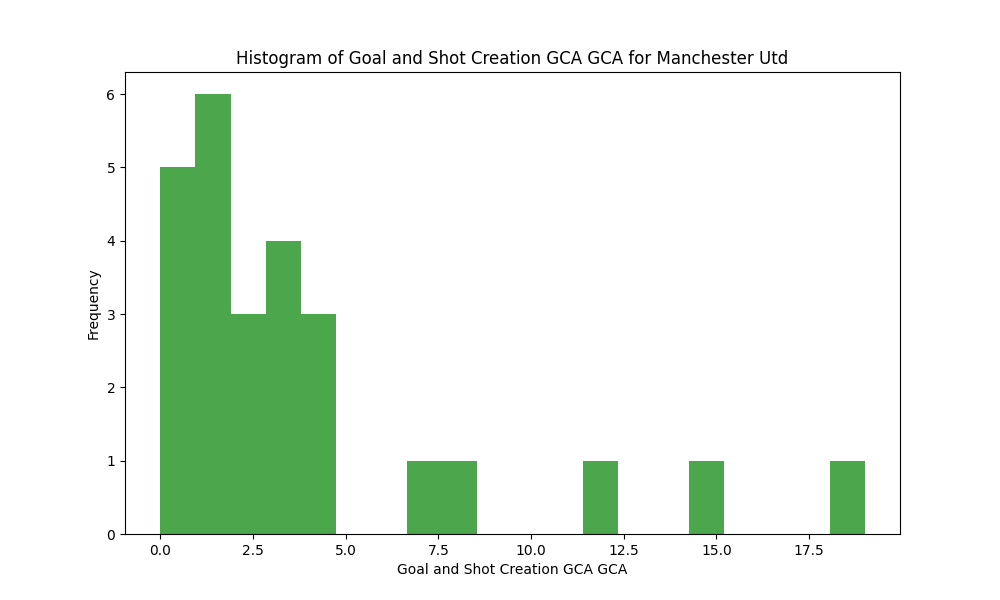 Histogram of Goal and Shot Creation GCA GCA for Manchester Utd
Frequency
6
5
4
3
2
1
0
0.0 2.5 5.0 7.5 10.0 12.5 15.0 17.5
Goal and Shot Creation GCA GCA